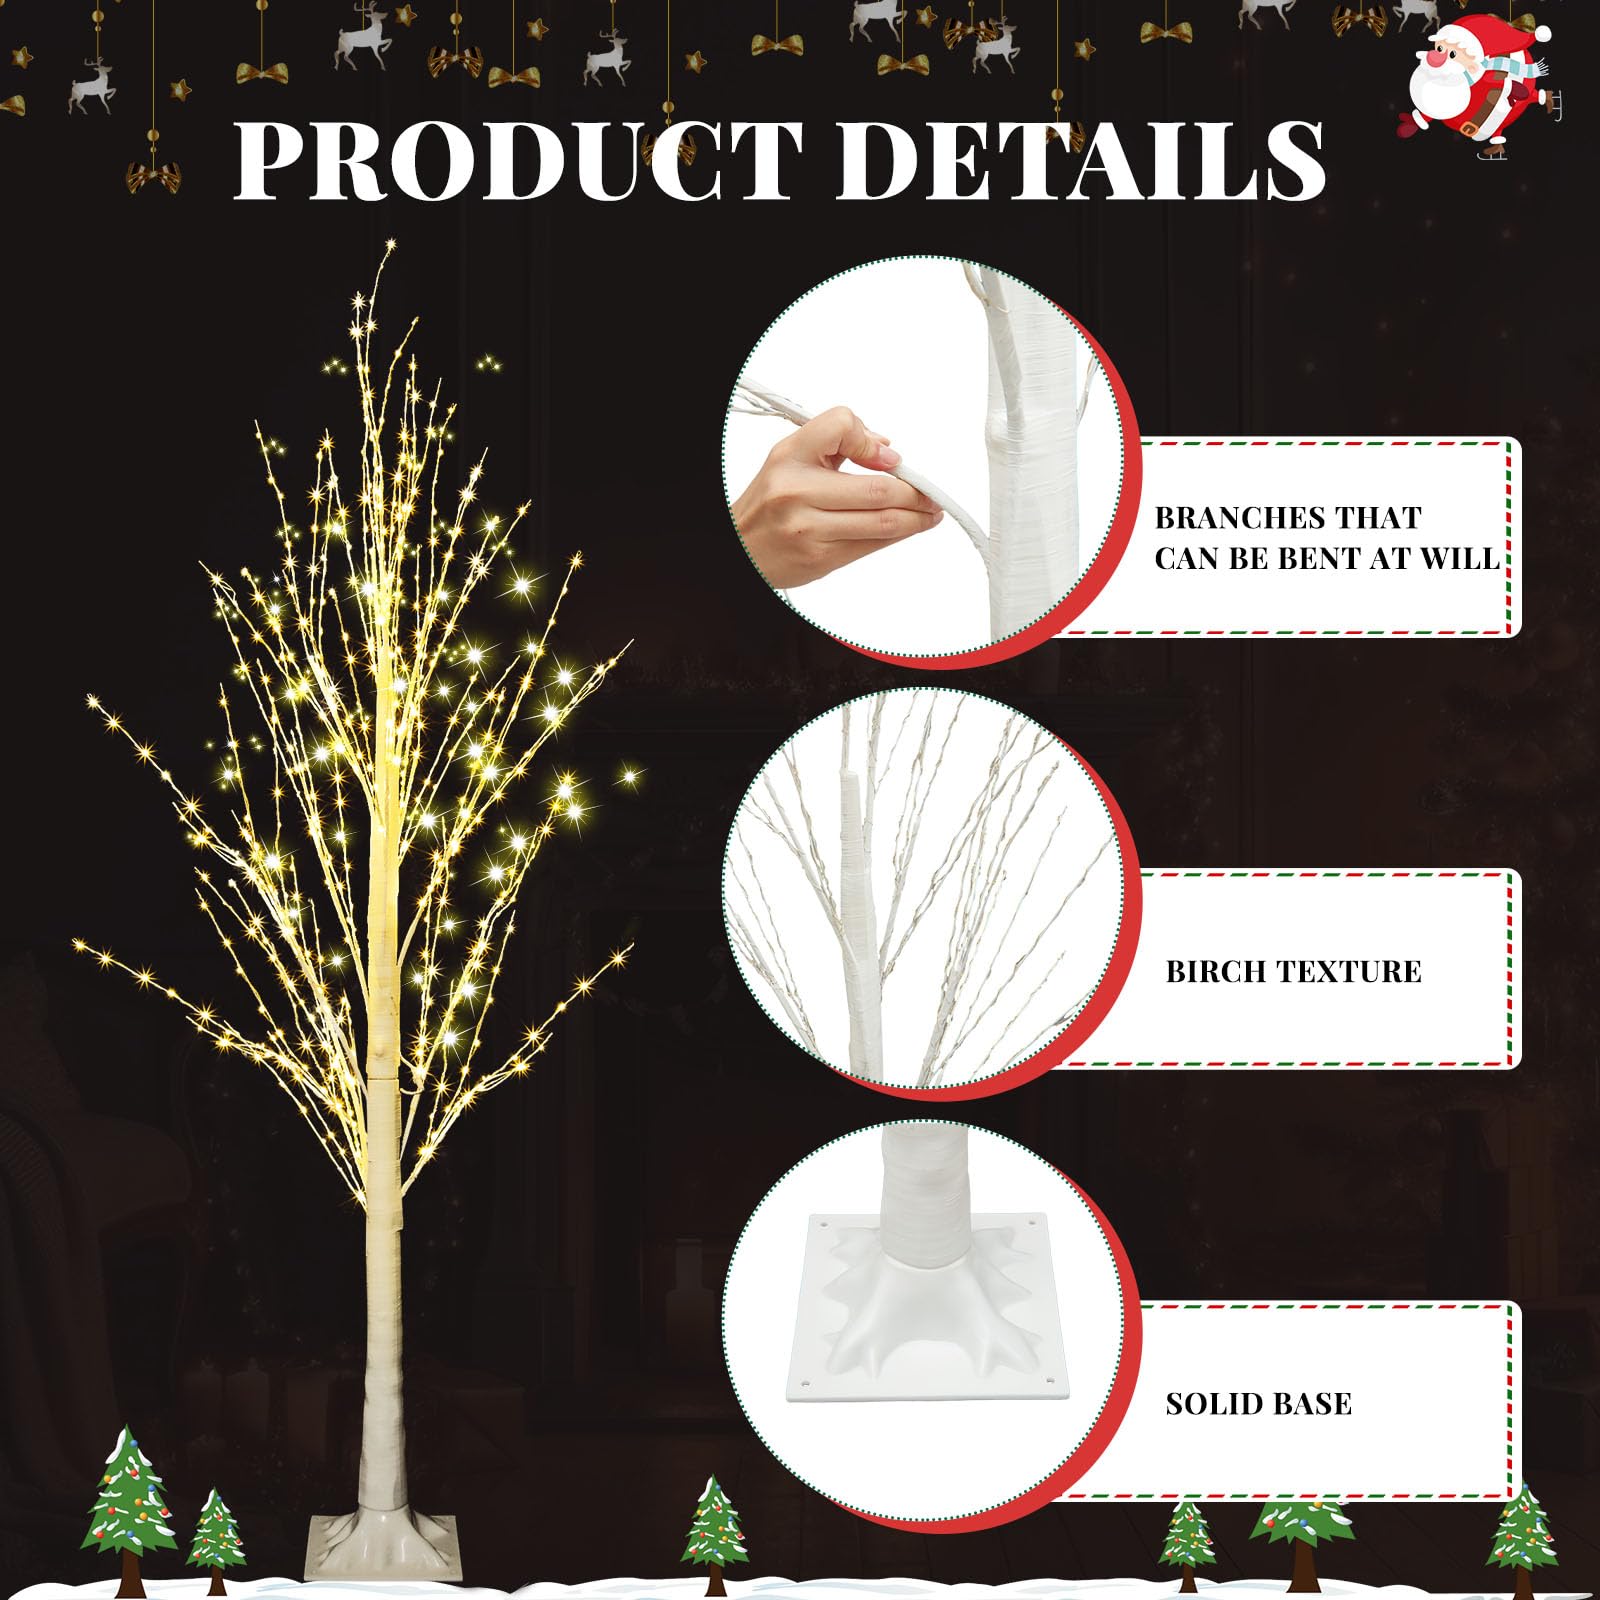 PRODUCT DETAILS
BRANCHES THAT
CAN BE BENT AT WILL
BIRCH TEXTURE
SOLID BASE